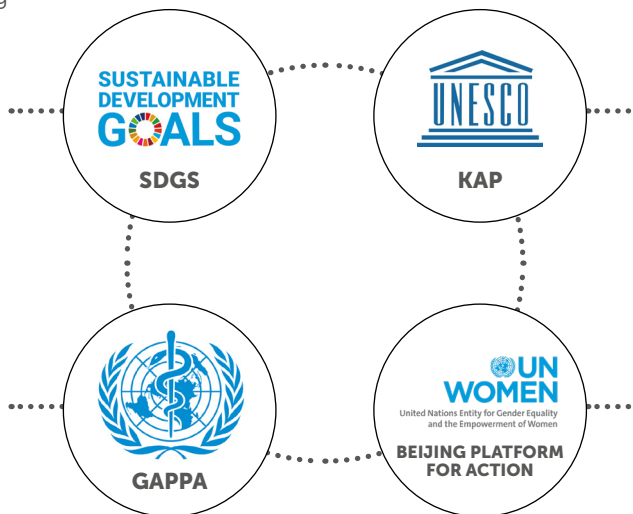 SUSTAINABLE
DEVELOPMENT
GOALS
SDGS
UNESCO
KAP
GAPPA
UN
WOMEN
United Nations Entity for Gender Equality
and the Empowerment of Women
BEIJING PLATFORM
FOR ACTION